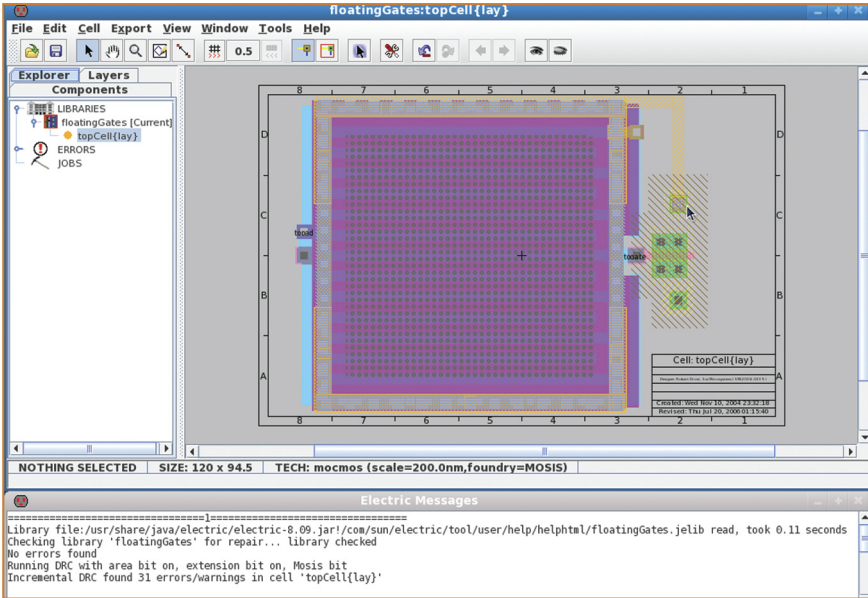 floatingGates:topCell{lay}
File Edit Cell Export View Window Tools Help
0.5
Explorer Layers
Components
LIBRARIES
floatingGates [Current]
topCell{lay}
ERRORS
JOBS
8 7 6 5 4 3 2 1
D D
C
C
topad
togate
B B
A A
Cell: topCell{lay}
Created: Wed Nov 10, 2004 23:32:18
Revised: Thu Jul 20, 2006 01:15:40
8 7 6 5 4 3 2 1
NOTHING SELECTED SIZE: 120 x 94.5 TECH: mocmos (scale=200.0nm,foundry=MOSIS)
Electric Messages
================================1================================
Library file:/usr/share/java/electric/electric-8.09.jar!/com/sun/electric/tool/user/help/helphtml/floatingGates.jelib read, took 0.11 seconds
Checking library 'floatingGates' for repair... library checked
No errors found
Running DRC with area bit on, extension bit on, Mosis bit
Incremental DRC found 31 errors/warnings in cell 'topCell{lay}'